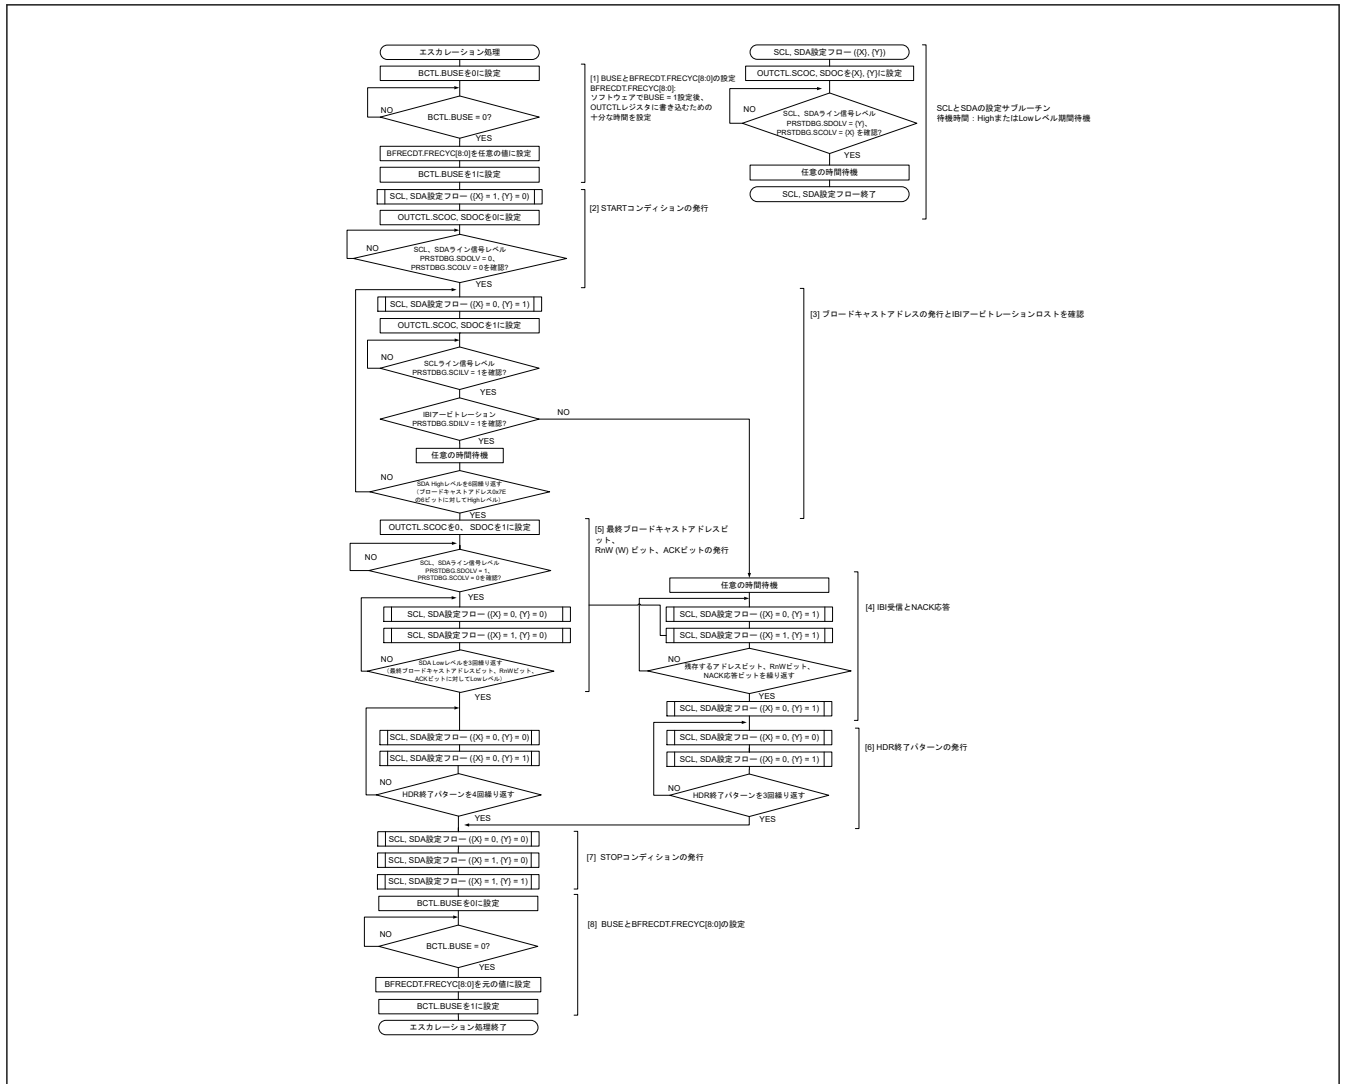 エスカレーション処理
BCTL.BUSEを0に設定
NO
BCTL.BUSE = 0?
YES
BFRECDT.FRECYC[8:0]を任意の値に設定
BCTL.BUSEを1に設定
[1] BUSEとBFRECDT.FRECYC[8:0]の設定
BFRECDT.FRECYC[8:0]:
ソフトウェアでBUSE = 1設定後、
OUTCTLレジスタに書き込むための
十分な時間を設定
SCL, SDA設定フロー ({X}, {Y})
OUTCTL.SCOC, SDOCを{X}, {Y}に設定
NO
SCL、SDAライン信号レベル
PRSTDBG.SDOLV = {Y}、
PRSTDBG.SCOLV = {X} を確認?
YES
任意の時間待機
SCL, SDA設定フロー終了
SCLとSDAの設定サブルーチン
待機時間：HighまたはLowレベル期間待機
SCL, SDA設定フロー ({X} = 1, {Y} = 0)
OUTCTL.SCOC, SDOCを0に設定
NO
SCL、SDAライン信号レベル
PRSTDBG.SDOLV = 0、
PRSTDBG.SCOLV = 0を確認?
YES
[2] STARTコンディションの発行
SCL, SDA設定フロー ({X} = 0, {Y} = 1)
OUTCTL.SCOC, SDOCを1に設定
NO
SCLライン信号レベル
PRSTDBG.SCILV = 1を確認?
YES
IBIアービトレーション
PRSTDBG.SDILV = 1を確認?
NO
YES
任意の時間待機
NO
SDA Highレベルを6回繰り返す
（ブロードキャストアドレス0x7E
の6ビットに対してHighレベル）
YES
[3] ブロードキャストアドレスの発行とIBIアービトレーションロストを確認
OUTCTL.SCOCを0、 SDOCを1に設定
NO
SCL、SDAライン信号レベル
PRSTDBG.SDOLV = 1、
PRSTDBG.SCOLV = 0を確認?
YES
SCL, SDA設定フロー ({X} = 0, {Y} = 0)
SCL, SDA設定フロー ({X} = 1, {Y} = 0)
NO
SDA Lowレベルを3回繰り返す
（最終ブロードキャストアドレスビット、RnWビット、
ACKビットに対してLowレベル）
YES
[5] 最終ブロードキャストアドレスビ
ット、
RnW (W) ビット、ACKビットの発行
任意の時間待機
SCL, SDA設定フロー ({X} = 0, {Y} = 1)
SCL, SDA設定フロー ({X} = 1, {Y} = 1)
NO
残存するアドレスビット、RnWビット、
NACK応答ビットを繰り返す
YES
SCL, SDA設定フロー ({X} = 0, {Y} = 1)
[4] IBI受信とNACK応答
SCL, SDA設定フロー ({X} = 0, {Y} = 0)
SCL, SDA設定フロー ({X} = 0, {Y} = 1)
NO
HDR終了パターンを4回繰り返す
YES
SCL, SDA設定フロー ({X} = 0, {Y} = 0)
SCL, SDA設定フロー ({X} = 0, {Y} = 1)
NO
HDR終了パターンを3回繰り返す
YES
[6] HDR終了パターンの発行
SCL, SDA設定フロー ({X} = 0, {Y} = 0)
SCL, SDA設定フロー ({X} = 1, {Y} = 0)
SCL, SDA設定フロー ({X} = 1, {Y} = 1)
[7] STOPコンディションの発行
BCTL.BUSEを0に設定
NO
BCTL.BUSE = 0?
YES
BFRECDT.FRECYC[8:0]を元の値に設定
BCTL.BUSEを1に設定
エスカレーション処理終了
[8] BUSEとBFRECDT.FRECYC[8:0]の設定